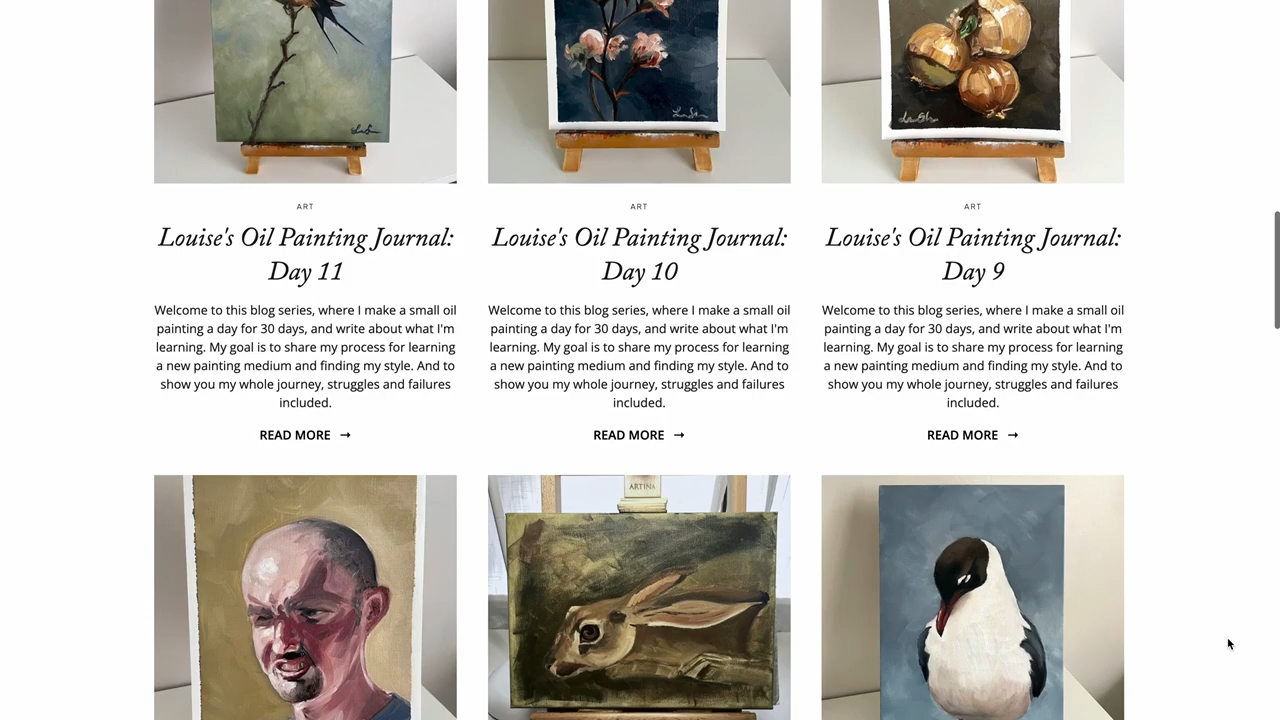 ART
Louise's Oil Painting Journal:
Day 11
Welcome to this blog series, where I make a small oil
painting a day for 30 days, and write about what I'm
learning. My goal is to share my process for learning
a new painting medium and finding my style. And to
show you my whole journey, struggles and failures
included.
READ MORE →
ART
Louise's Oil Painting Journal:
Day 10
Welcome to this blog series, where I make a small oil
painting a day for 30 days, and write about what I'm
learning. My goal is to share my process for learning
a new painting medium and finding my style. And to
show you my whole journey, struggles and failures
included.
READ MORE →
ART
Louise's Oil Painting Journal:
Day 9
Welcome to this blog series, where I make a small oil
painting a day for 30 days, and write about what I'm
learning. My goal is to share my process for learning
a new painting medium and finding my style. And to
show you my whole journey, struggles and failures
included.
READ MORE →
ARTINA